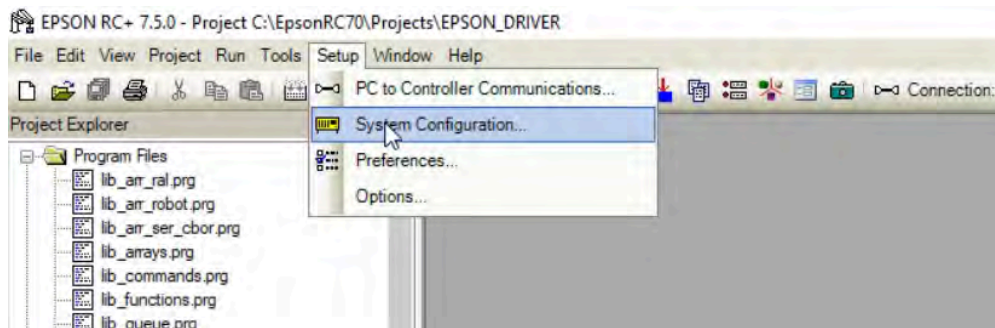 EPSON RC+ 7.5.0 - Project C:\EpsonRC70\Projects\EPSON_DRIVER
File Edit View Project Run Tools Setup Window Help
PC to Controller Communications...
Connection:
Project Explorer
System Configuration...
Program Files
Preferences...
lib_arr_ral.prg
lib_arr_robot.prg
Options...
lib_arr_ser_cbor.prg
lib_arrays.prg
lib_commands.prg
lib_functions.prg
lib_queue.prg